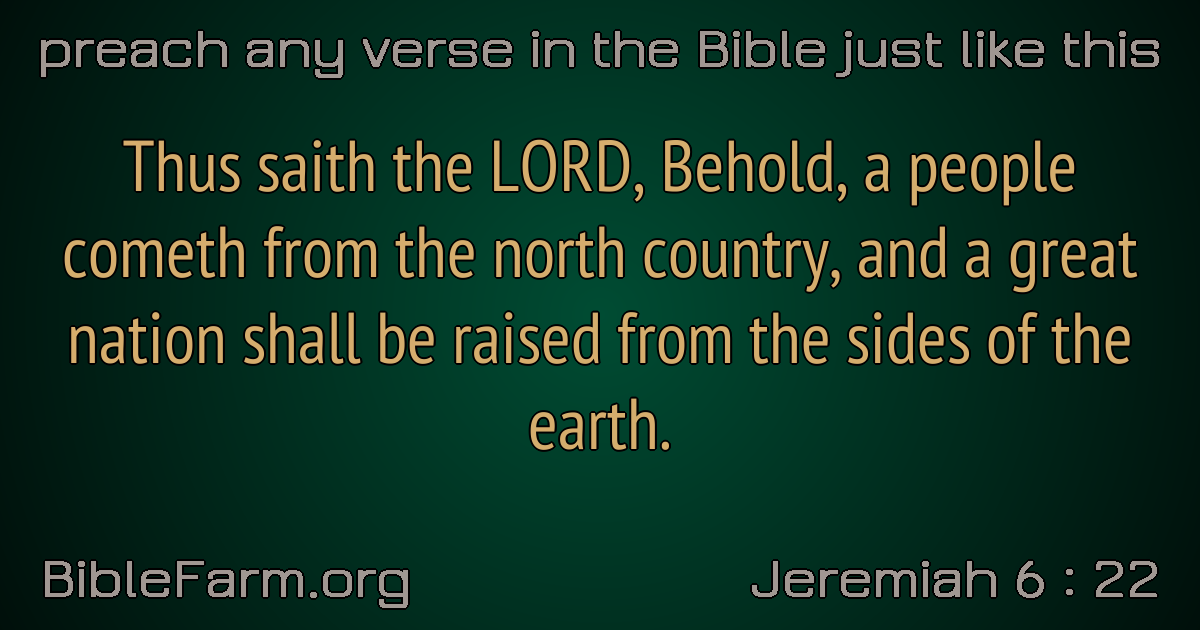 preach any verse in the Bible just like this
Thus saith the LORD, Behold, a people
cometh from the north country, and a great
nation shall be raised from the sides of the
earth.
BibleFarm.org
Jeremiah 6 : 22